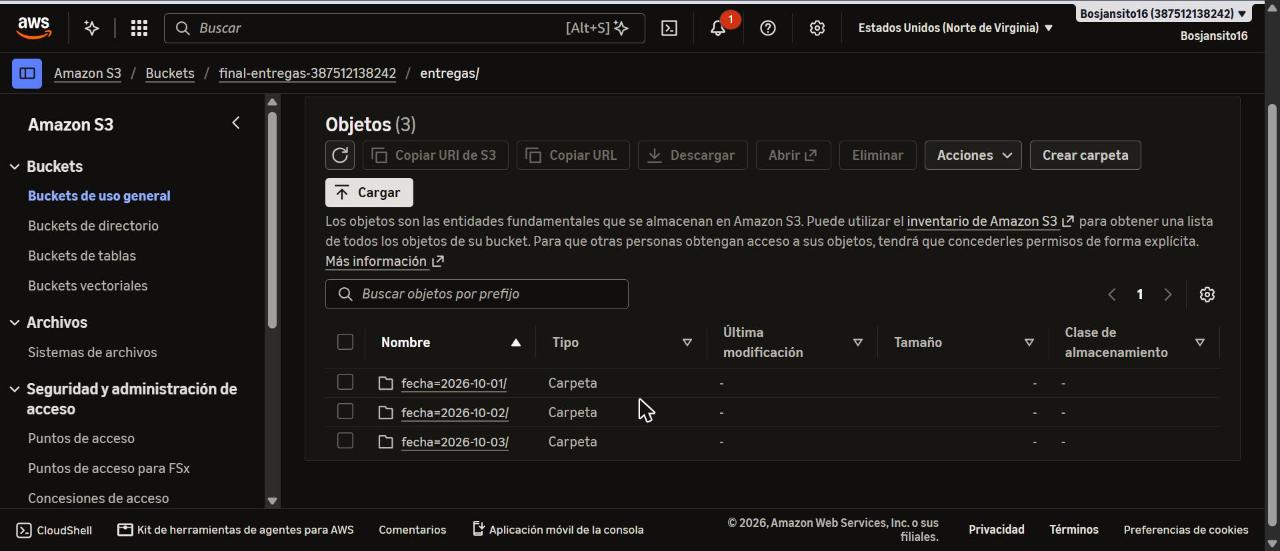 aws
Buscar [Alt+S] 1 Estados Unidos (Norte de Virginia) Bosjansito16 (387512138242)
Bosjansito16
Amazon S3 / Buckets / final-entregas-387512138242 / entregas/
Amazon S3
Buckets
Buckets de uso general
Buckets de directorio
Buckets de tablas
Buckets vectoriales
Archivos
Sistemas de archivos
Seguridad y administración de
acceso
Puntos de acceso
Puntos de acceso para FSx
Concesiones de acceso
Objetos (3)
Copiar URI de S3 Copiar URL Descargar Abrir Eliminar Acciones Crear carpeta
Cargar
Los objetos son las entidades fundamentales que se almacenan en Amazon S3. Puede utilizar el inventario de Amazon S3 para obtener una lista
de todos los objetos de su bucket. Para que otras personas obtengan acceso a sus objetos, tendrá que concederles permisos de forma explícita.
Más información
Buscar objetos por prefijo 1
Nombre Tipo Última modificación Tamaño Clase de almacenamiento
fecha=2026-10-01/ Carpeta - - -
fecha=2026-10-02/ Carpeta - - -
fecha=2026-10-03/ Carpeta - - -
CloudShell Kit de herramientas de agentes para AWS Comentarios Aplicación móvil de la consola © 2026, Amazon Web Services, Inc. o sus filiales. Privacidad Términos Preferencias de cookies